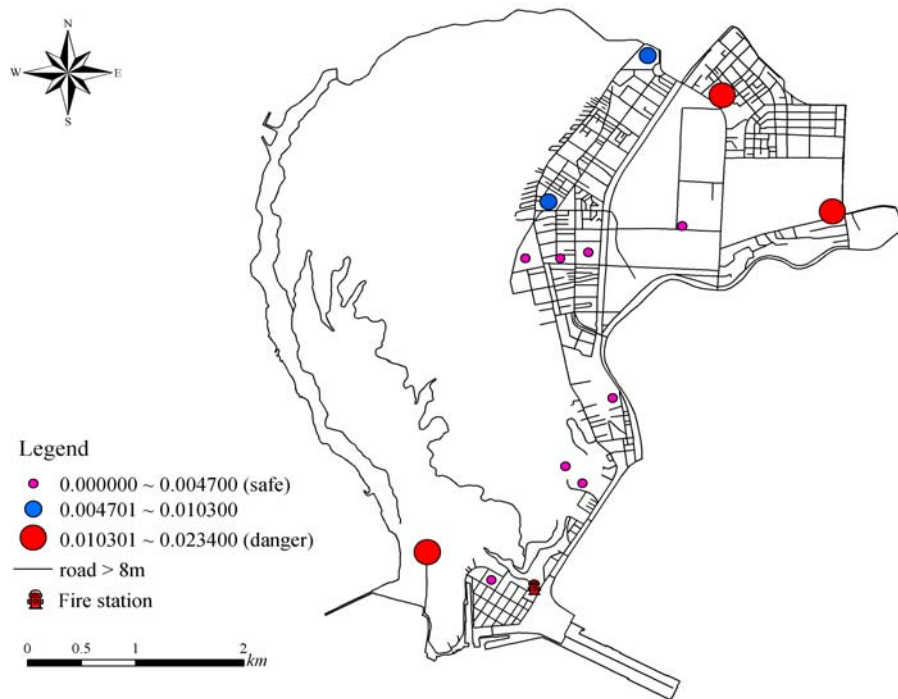 N
W
E
S
Legend
0.000000 ~ 0.004700 (safe)
0.004701 ~ 0.010300
0.010301 ~ 0.023400 (danger)
road > 8m
Fire station
0 0.5 1 2
km